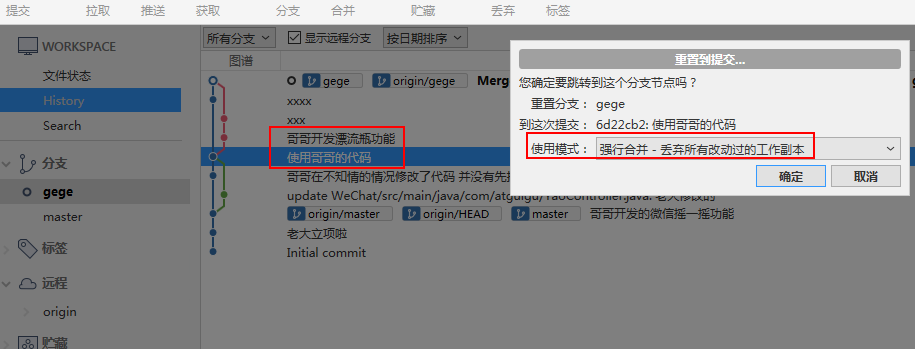 提交 拉取 推送 获取 分支 合并 贮藏 丢弃 标签
WORKSPACE
文件状态
History
Search
分支
gege
master
标签
远程
origin
贮藏
所有分支 显示远程分支 按日期排序
图谱
gege origin/gege Merg
xxxx
xxx
哥哥开发漂流瓶功能
使用哥哥的代码
哥哥在不知情的情况修改了代码 并没有先
update WeChat/src/main/java/com/atguigu/YaoController.java. 老大修改的
origin/master origin/HEAD master 哥哥开发的微信摇一摇功能
老大立项啦
Initial commit
重置到提交...
您确定要跳转到这个分支节点吗？
重置分支： gege
到这次提交： 6d22cb2: 使用哥哥的代码
使用模式： 强行合并 - 丢弃所有改动过的工作副本
确定 取消